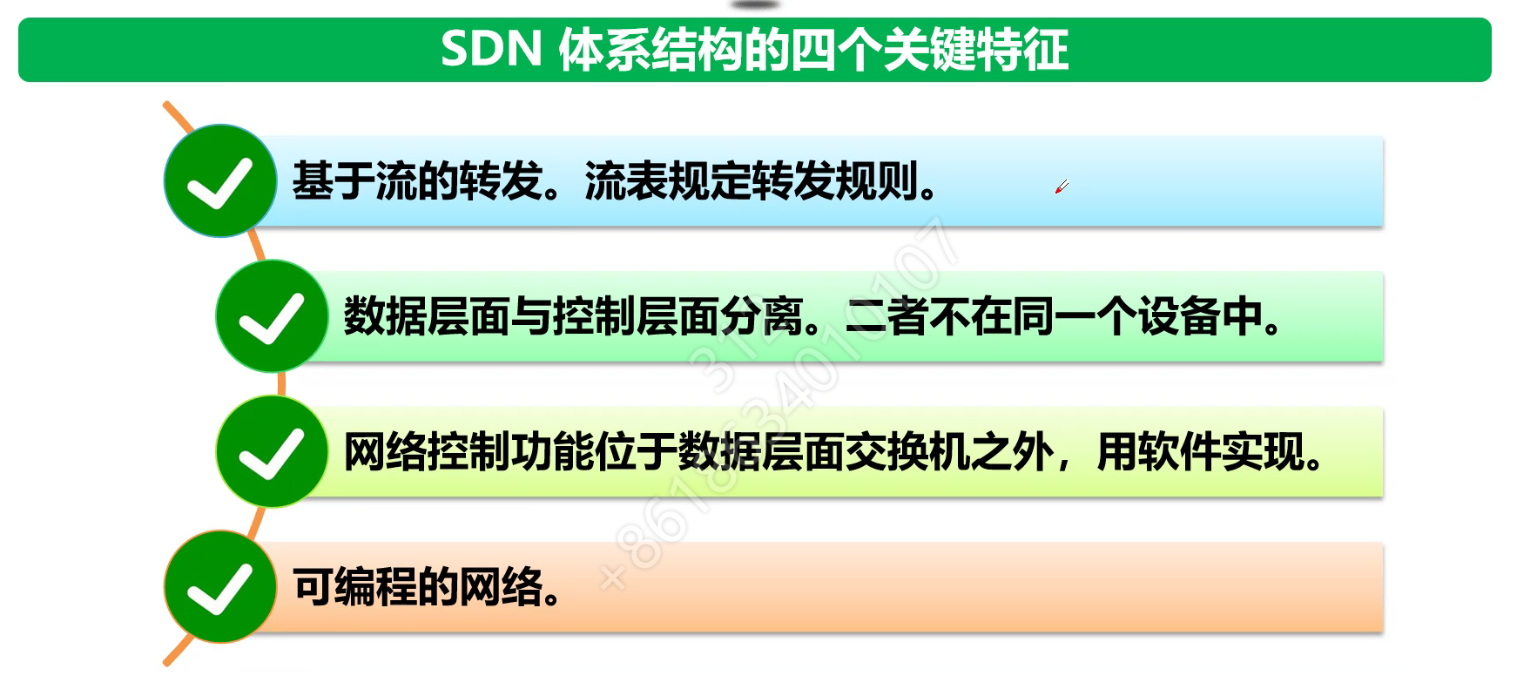 SDN 体系结构的四个关键特征
基于流的转发。流表规定转发规则。
数据层面与控制层面分离。二者不在同一个设备中。
网络控制功能位于数据层面交换机之外，用软件实现。
可编程的网络。